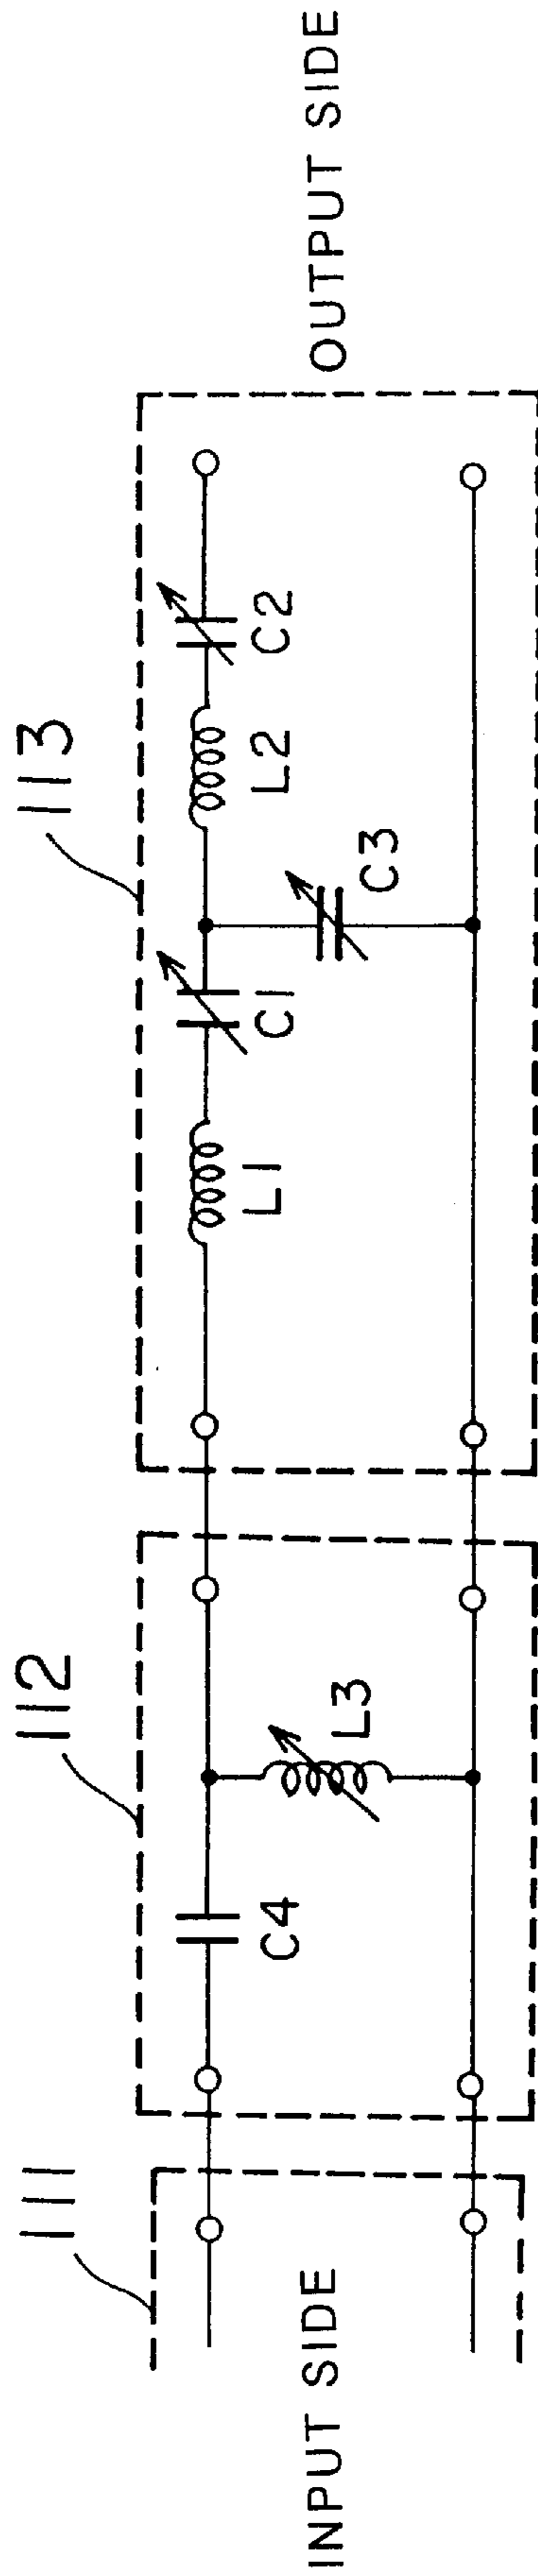 111
112
113
INPUT SIDE
C4
L3
L1
C1
C3
L2
C2
OUTPUT SIDE